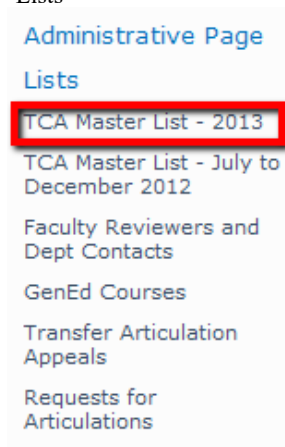 Lists
Administrative Page
Lists
TCA Master List - 2013
TCA Master List - July to
December 2012
Faculty Reviewers and
Dept Contacts
GenEd Courses
Transfer Articulation
Appeals
Requests for
Articulations